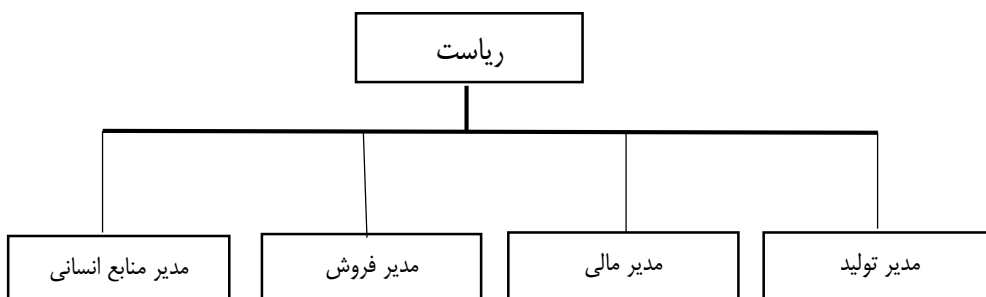 ریاست
مدیر تولید
مدیر مالی
مدیر فروش
مدیر منابع انسانی